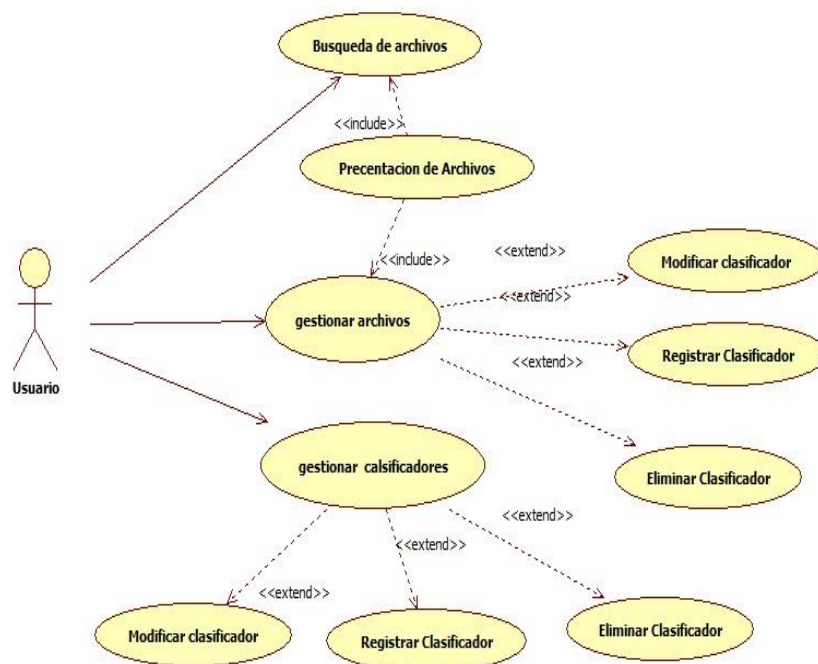 Busqueda de archivos
<<include>>
Precentacion de Archivos
<<include>>
<<extend>>
Modificar clasificador
<<extend>>
gestionar archivos
Registrar Clasificador
<<extend>>
Usuario
gestionar calsificadores
Eliminar Clasificador
<<extend>>
<<extend>>
<<extend>>
Modificar clasificador
Registrar Clasificador
Eliminar Clasificador